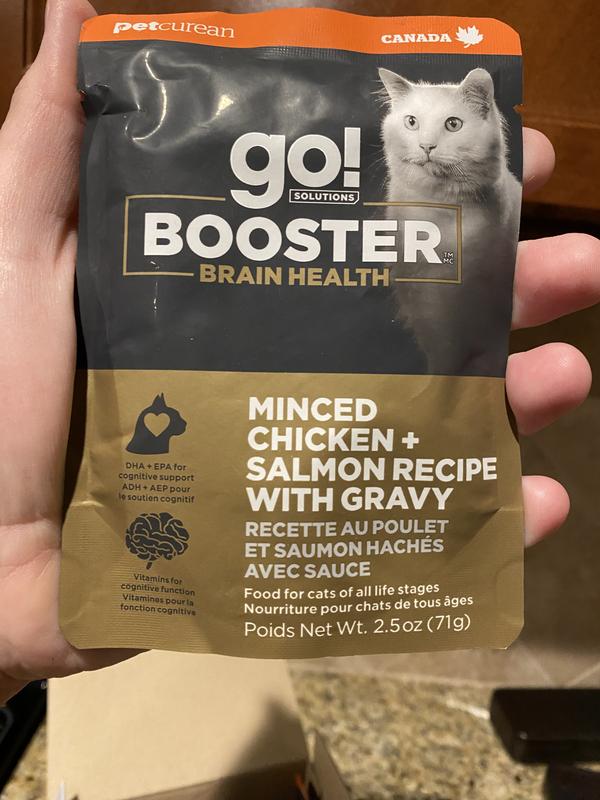 petcurean
CANADA
go!
SOLUTIONS
BOOSTER TM MC
BRAIN HEALTH
MINCED
CHICKEN +
SALMON RECIPE
WITH GRAVY
RECETTE AU POULET
ET SAUMON HACHÉS
AVEC SAUCE
DHA + EPA for
cognitive support
ADH + AEP pour
le soutien cognitif
Vitamins for
cognitive function
Vitamines pour la
fonction cognitive
Food for cats of all life stages
Nourriture pour chats de tous âges
Poids Net Wt. 2.5oz (71g)